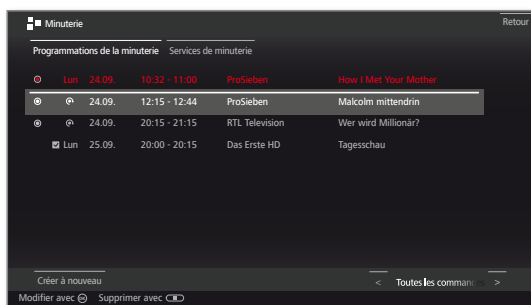 Minuterie Retour
Programmations de la minuterie Services de minuterie
Lun 24.09. 10:32 - 11:00 ProSieben How I Met Your Mother
24.09. 12:15 - 12:44 ProSieben Malcolm mittendrin
24.09. 20:15 - 21:15 RTL Television Wer wird Millionär?
Lun 25.09. 20:00 - 20:15 Das Erste HD Tagesschau
Créer à nouveau < Toutes les commandes >
Modifier avec OK Supprimer avec